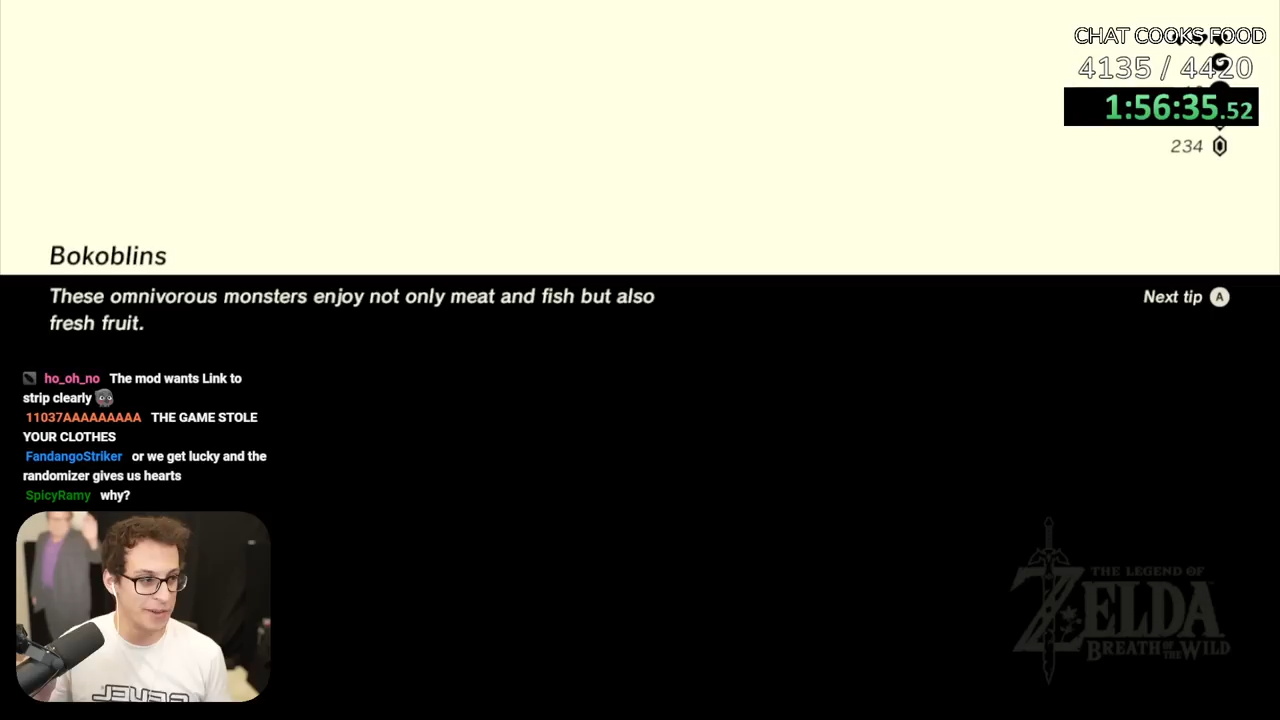 CHAT COOKS FOOD
4135 / 4420
1:56:35.52
234
Bokoblins
These omnivorous monsters enjoy not only meat and fish but also
fresh fruit.
Next tip A
ho_oh_no The mod wants Link to
strip clearly
11037AAAAAAAAA THE GAME STOLE
YOUR CLOTHES
FandangoStriker or we get lucky and the
randomizer gives us hearts
SpicyRamy why?
THE LEGEND OF
ZELDA
BREATH OF THE WILD